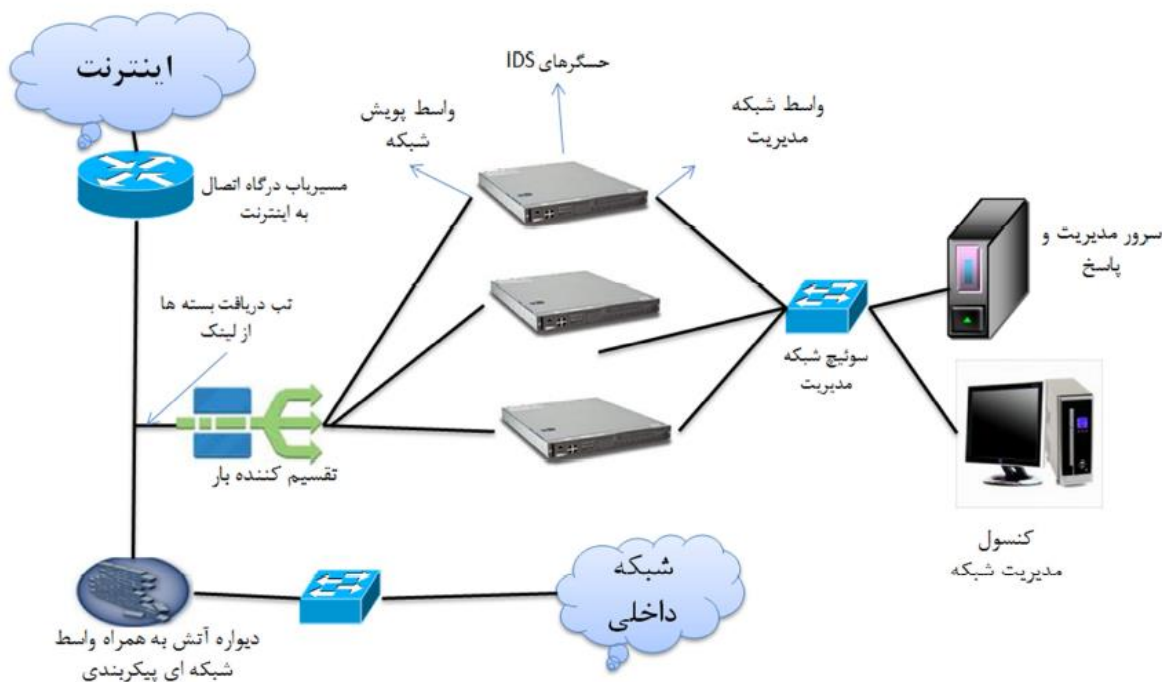 اینترنت
حسگرهای IDS
واسط پویش
شبکه
واسط شبکه
مدیریت
مسیریاب درگاه اتصال
به اینترنت
سرور مدیریت و
پاسخ
تب دریافت بسته ها
از لینک
سوئیچ شبکه
مدیریت
تقسیم کننده بار
کنسول
مدیریت شبکه
شبکه
داخلی
دیواره آتش به همراه واسط
شبکه ای پیکربندی